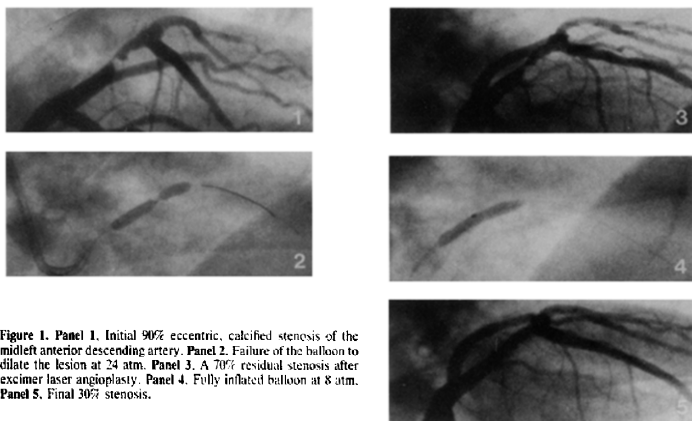 1
3
2
4
5
Figure 1. Panel 1, Initial 90% eccentric, calcified stenosis of the
midleft anterior descending artery. Panel 2. Failure of the balloon to
dilate the lesion at 24 atm. Panel 3. A 70% residual stenosis after
excimer laser angioplasty. Panel 4. Fully inflated balloon at 8 atm.
Panel 5. Final 30% stenosis.